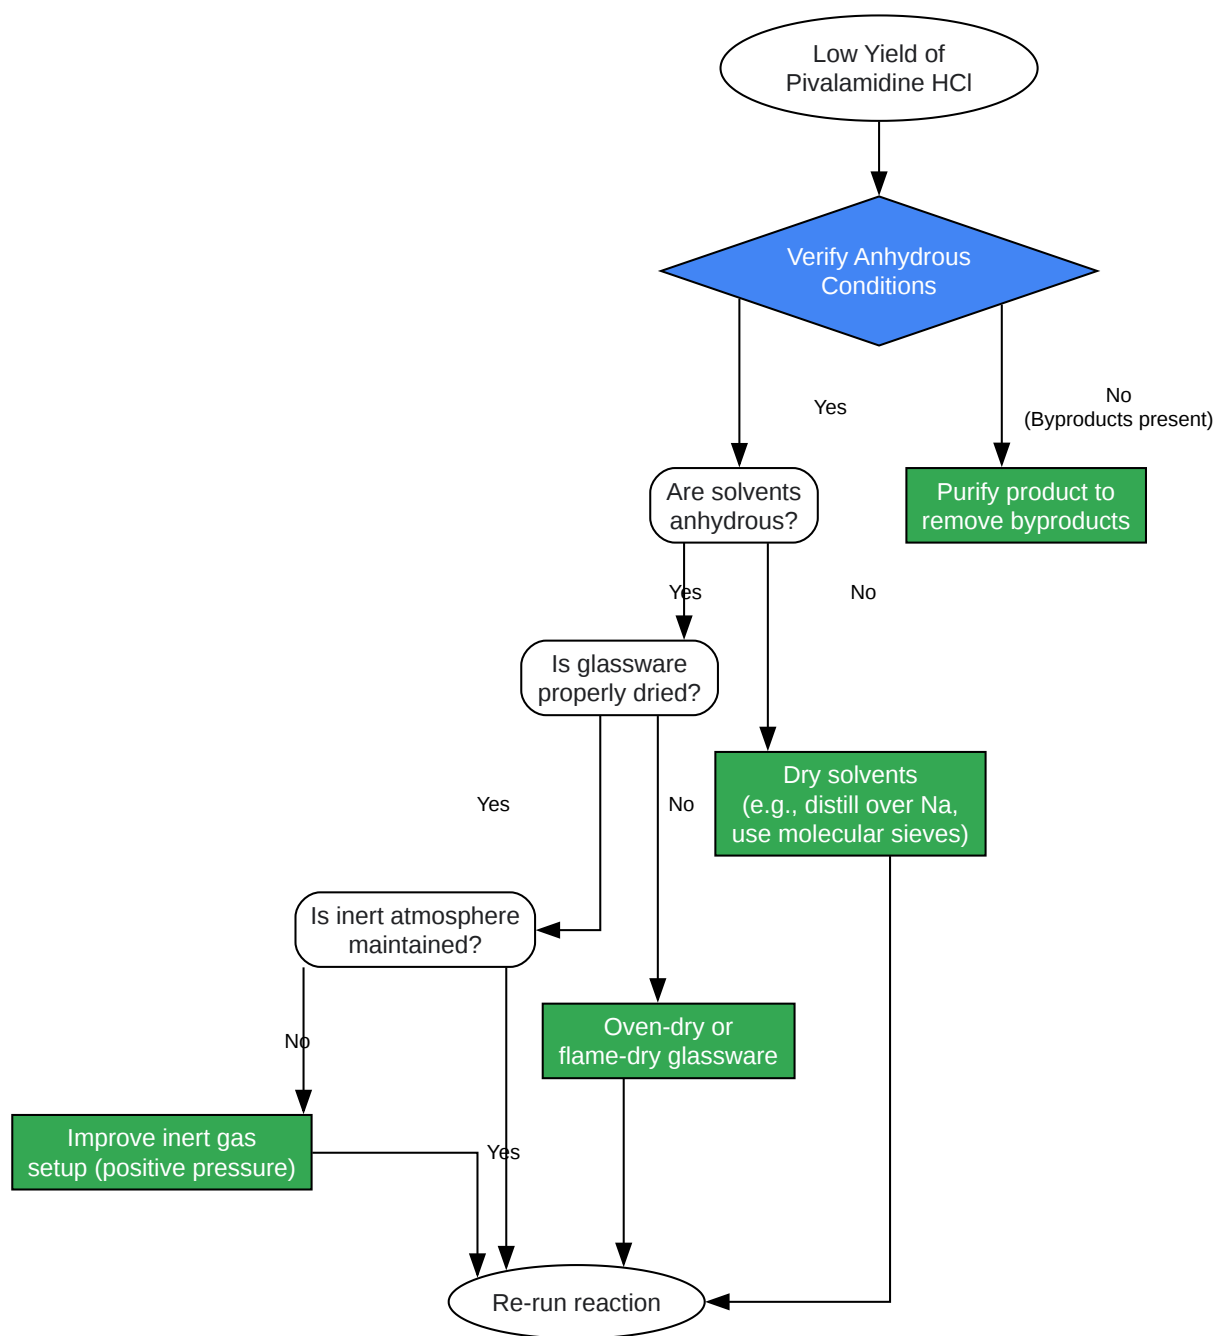 Low Yield of
Pivalamidine HCl
Verify Anhydrous
Conditions
Yes
No
(Byproducts present)
Are solvents
anhydrous?
Purify product to
remove byproducts
Yes
No
Is glassware
properly dried?
Dry solvents
(e.g., distill over Na,
use molecular sieves)
Yes
No
Is inert atmosphere
maintained?
Oven-dry or
flame-dry glassware
No
Improve inert gas
setup (positive pressure)
Yes
Re-run reaction